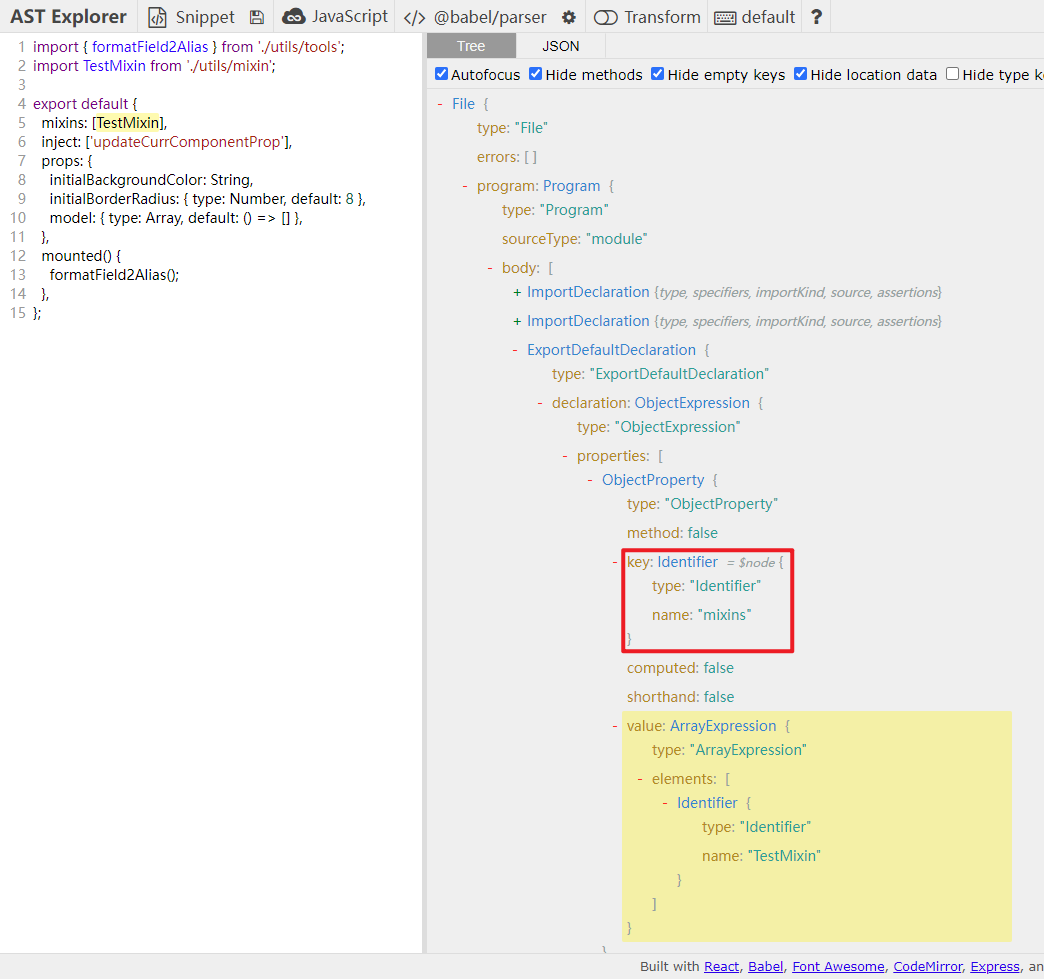 AST Explorer Snippet JavaScript </> @babel/parser Transform default ?
1 import { formatField2Alias } from './utils/tools';
2 import TestMixin from './utils/mixin';
3
4 export default {
5 mixins: [TestMixin],
6 inject: ['updateCurrComponentProp'],
7 props: {
8 initialBackgroundColor: String,
9 initialBorderRadius: { type: Number, default: 8 },
10 model: { type: Array, default: () => [] },
11 },
12 mounted() {
13 formatField2Alias();
14 },
15 };
Tree JSON
Autofocus Hide methods Hide empty keys Hide location data Hide type k
- File {
type: "File"
errors: [ ]
- program: Program {
type: "Program"
sourceType: "module"
- body: [
+ ImportDeclaration {type, specifiers, importKind, source, assertions}
+ ImportDeclaration {type, specifiers, importKind, source, assertions}
- ExportDefaultDeclaration {
type: "ExportDefaultDeclaration"
- declaration: ObjectExpression {
type: "ObjectExpression"
- properties: [
- ObjectProperty {
type: "ObjectProperty"
method: false
- key: Identifier = $node {
type: "Identifier"
name: "mixins"
}
computed: false
shorthand: false
- value: ArrayExpression {
type: "ArrayExpression"
- elements: [
- Identifier {
type: "Identifier"
name: "TestMixin"
}
]
}
}
Built with React, Babel, Font Awesome, CodeMirror, Express, an